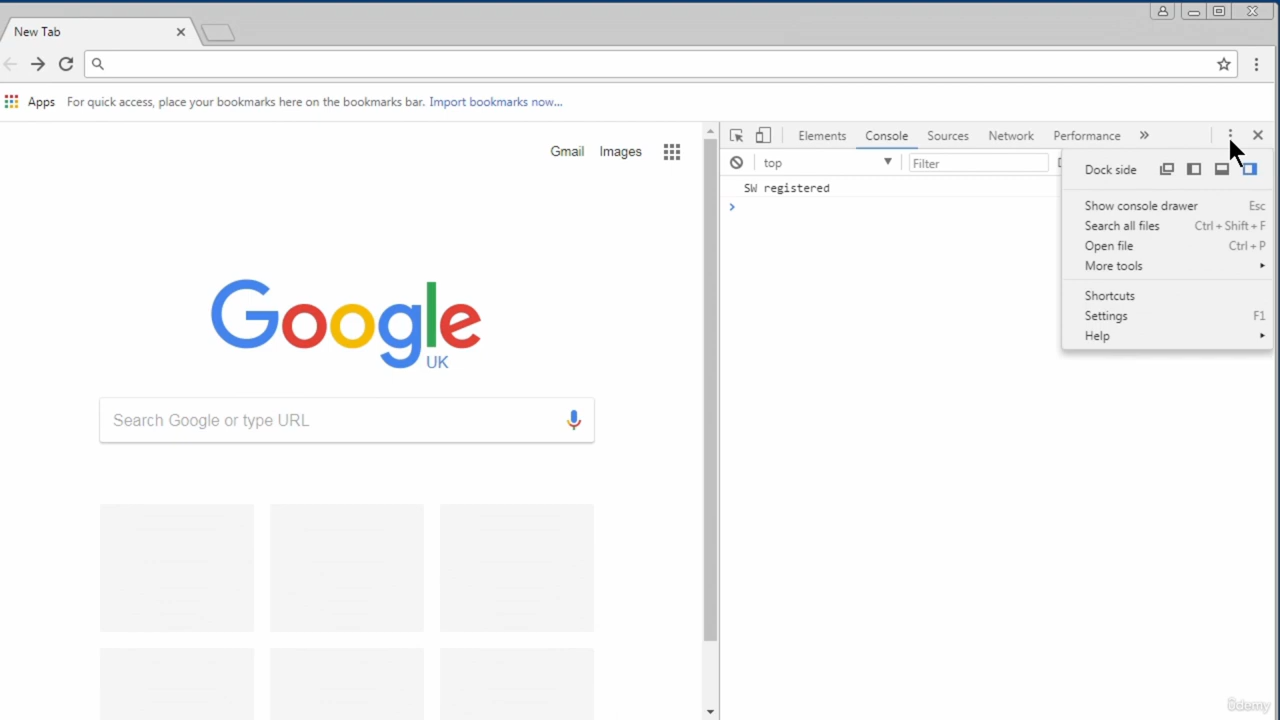 New Tab
Apps For quick access, place your bookmarks here on the bookmarks bar. Import bookmarks now...
Gmail Images
Elements Console Sources Network Performance »
top Filter
SW registered
Dock side
Show console drawer Esc
Search all files Ctrl + Shift + F
Open file Ctrl + P
More tools
Shortcuts
Settings F1
Help
Google
UK
Search Google or type URL
Udemy